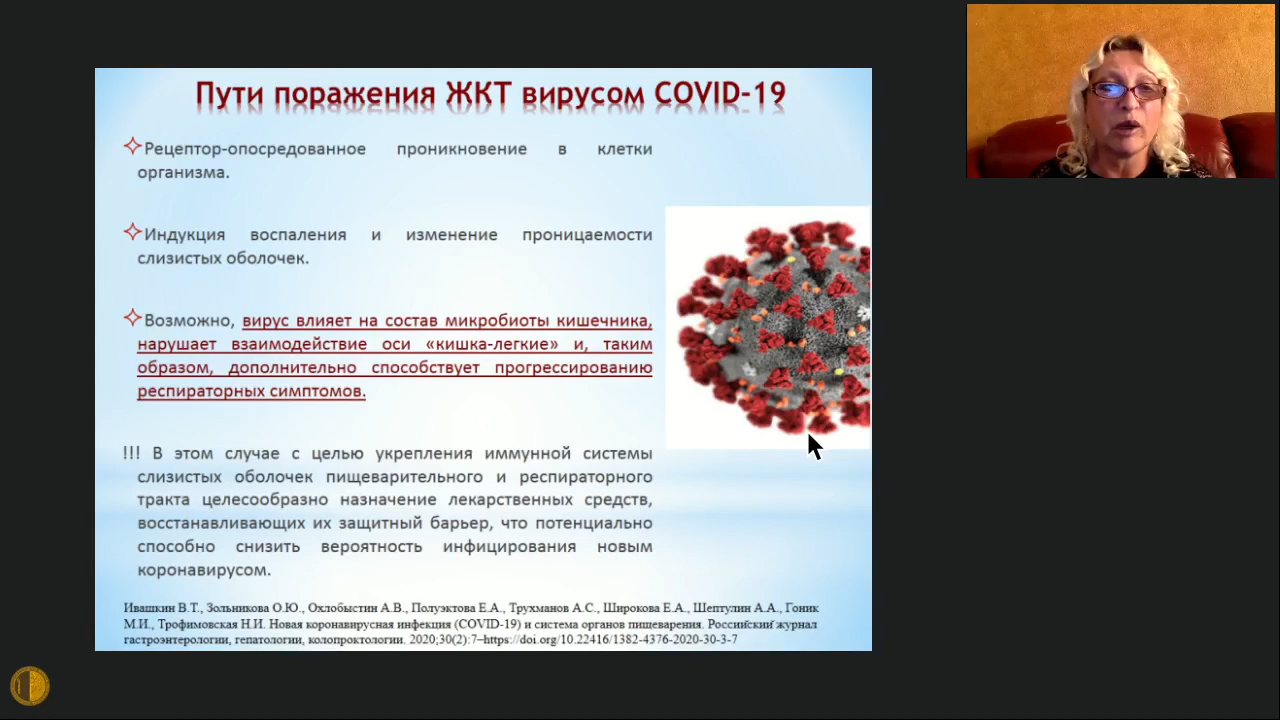 Пути поражения ЖКТ вирусом COVID-19
Рецептор-опосредованное проникновение в клетки
организма.
Индукция воспаления и изменение проницаемости
слизистых оболочек.
Возможно, вирус влияет на состав микробиоты кишечника,
нарушает взаимодействие оси «кишка-легкие» и, таким
образом, дополнительно способствует прогрессированию
респираторных симптомов.
!!! В этом случае с целью укрепления иммунной системы
слизистых оболочек пищеварительного и респираторного
тракта целесообразно назначение лекарственных средств,
восстанавливающих их защитный барьер, что потенциально
способно снизить вероятность инфицирования новым
коронавирусом.
Ивашкин В.Т., Зольникова О.Ю., Охлобыстин А.В., Полуэктова Е.А., Трухманов А.С., Широкова Е.А., Шептулин А.А., Гоник
М.И., Трофимовская Н.И. Новая коронавирусная инфекция (COVID-19) и система органов пищеварения. Российский журнал
гастроэнтерологии, гепатологии, колопроктологии. 2020;30(2):7–https://doi.org/10.22416/1382-4376-2020-30-3-7